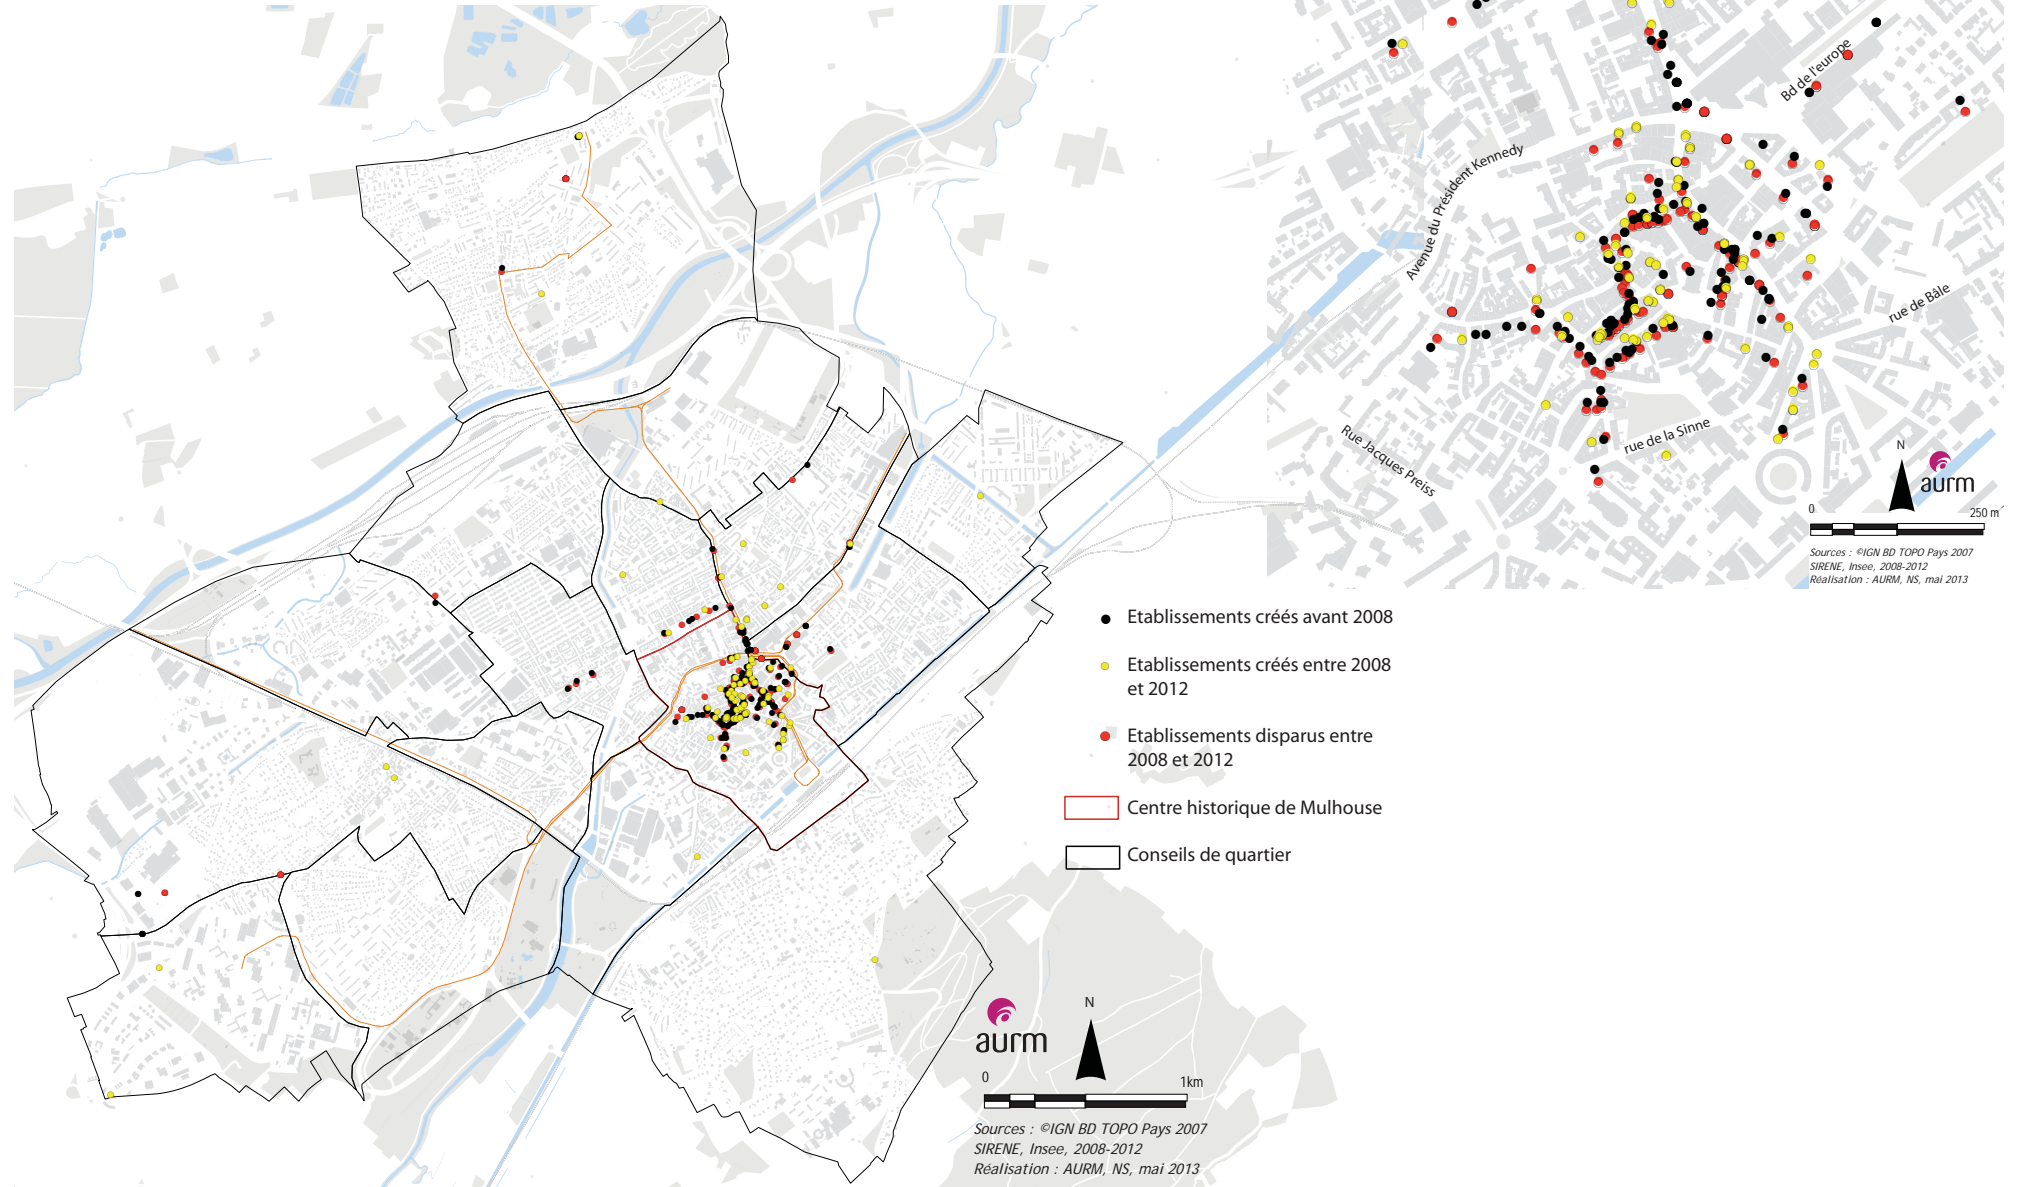 Bd de l'europe
Avenue du Président Kennedy
rue de Bâle
rue de la Sinne
Rue Jacques Preiss
N
aurm
0
250 m
Sources : ©IGN BD TOPO Pays 2007
SIRENE, Insee, 2008-2012
Réalisation : AURM, NS, mai 2013
Etablissements créés avant 2008
Etablissements créés entre 2008
et 2012
Etablissements disparus entre
2008 et 2012
Centre historique de Mulhouse
Conseils de quartier
aurm
N
0
1km
Sources : ©IGN BD TOPO Pays 2007
SIRENE, Insee, 2008-2012
Réalisation : AURM, NS, mai 2013